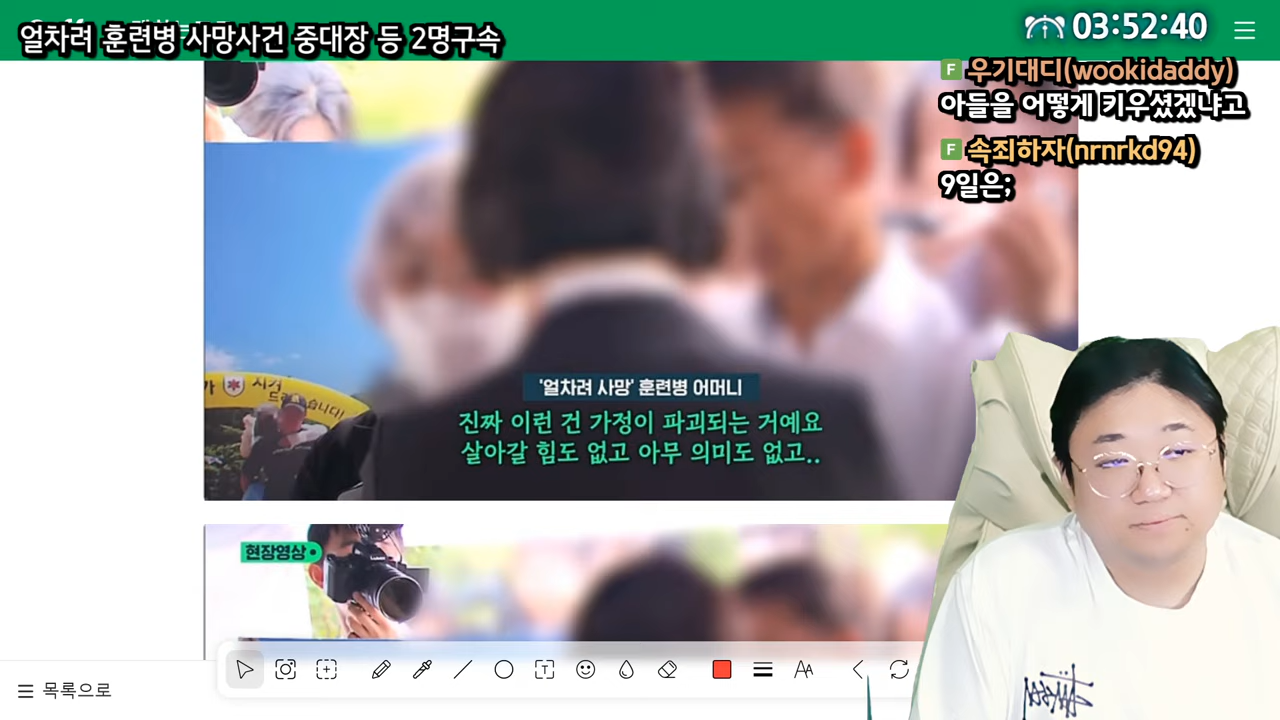 얼차려 훈련병 사망사건 중대장 등 2명구속
03:52:40
F 우기대디(wookidaddy)
아들을 어떻게 키우셨겠냐고
F 속죄하자(nrnrkd94)
9일은;
'얼차려 사망' 훈련병 어머니
진짜 이런 건 가정이 파괴되는 거예요
살아갈 힘도 없고 아무 의미도 없고..
현장영상
목록으로